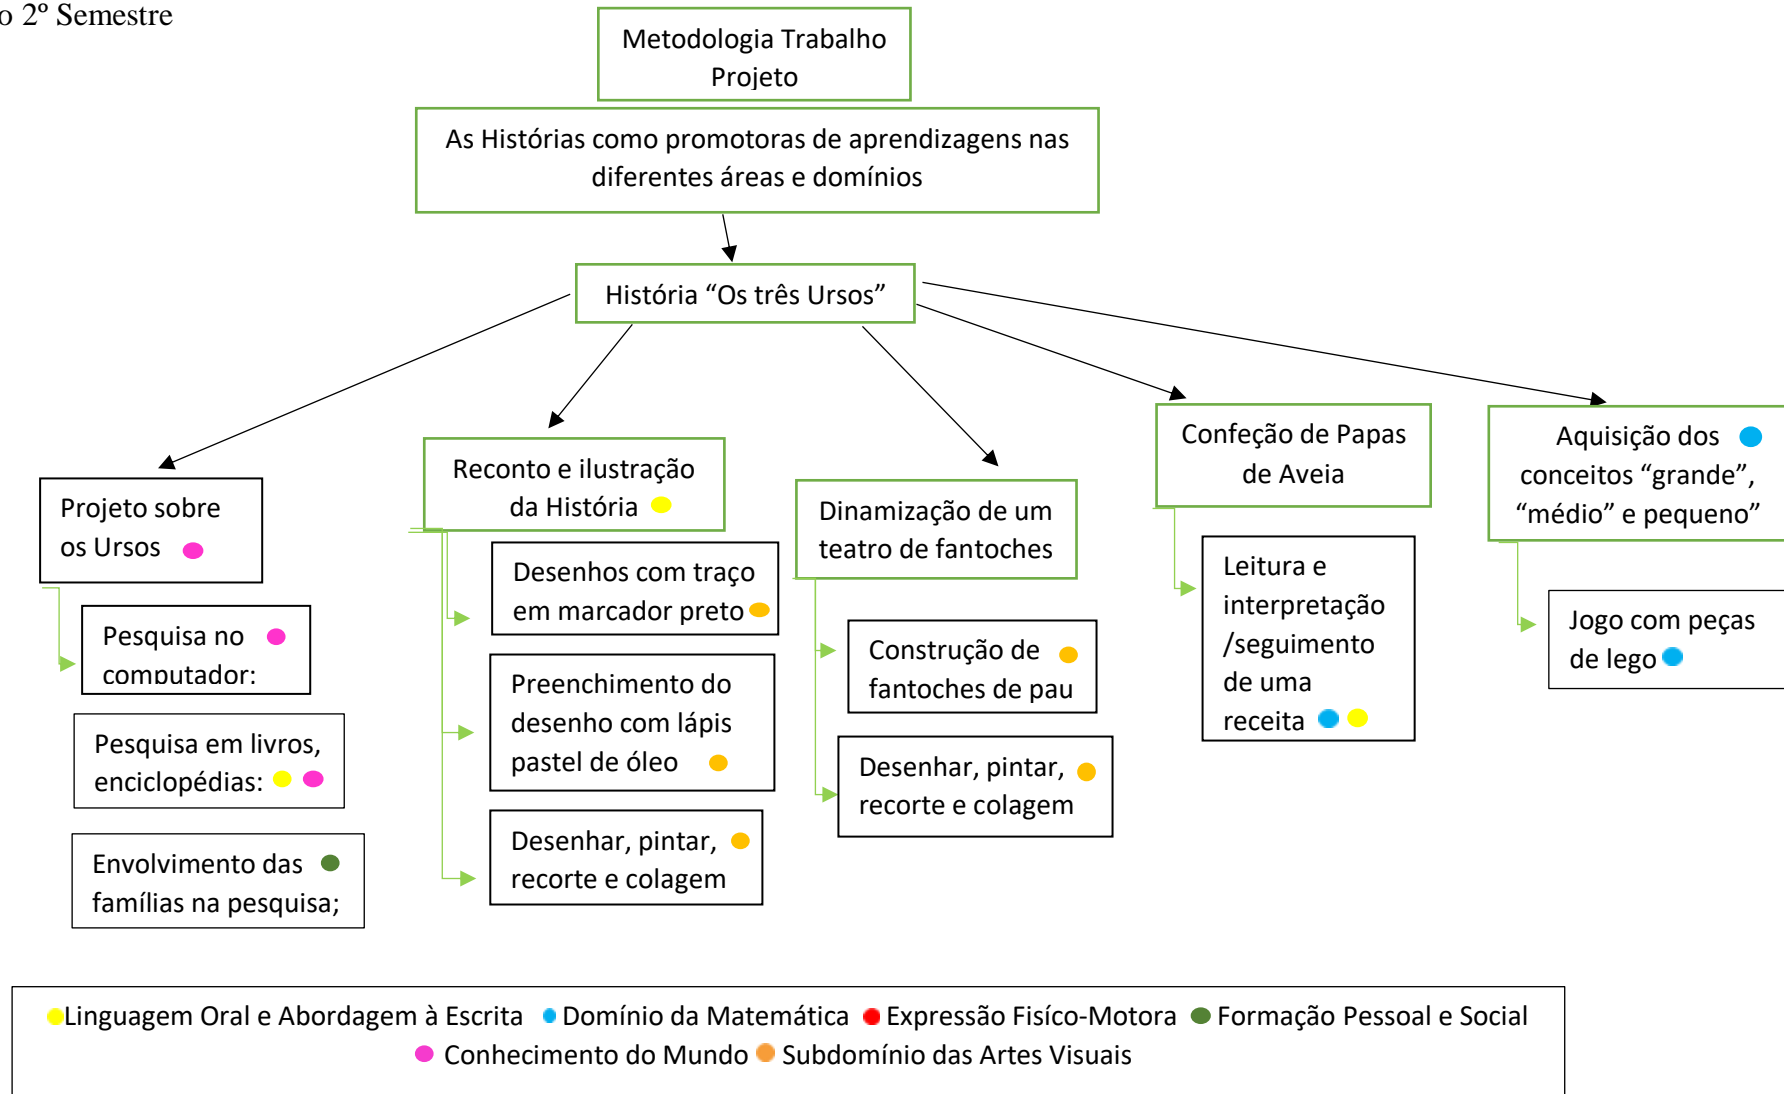 o 2º Semestre
Metodologia Trabalho
Projeto
As Histórias como promotoras de aprendizagens nas
diferentes áreas e domínios
História “Os três Ursos”
Projeto sobre
os Ursos
Pesquisa no
computador:
Pesquisa em livros,
enciclopédias:
Envolvimento das
famílias na pesquisa;
Reconto e ilustração
da História
Desenhos com traço
em marcador preto
Preenchimento do
desenho com lápis
pastel de óleo
Desenhar, pintar,
recorte e colagem
Dinamização de um
teatro de fantoches
Construção de
fantoches de pau
Desenhar, pintar,
recorte e colagem
Confeção de Papas
de Aveia
Leitura e
interpretação
/seguimento
de uma
receita
Aquisição dos
conceitos “grande”,
“médio” e pequeno”
Jogo com peças
de lego
Linguagem Oral e Abordagem à Escrita Domínio da Matemática Expressão Fisíco-Motora Formação Pessoal e Social
Conhecimento do Mundo Subdomínio das Artes Visuais